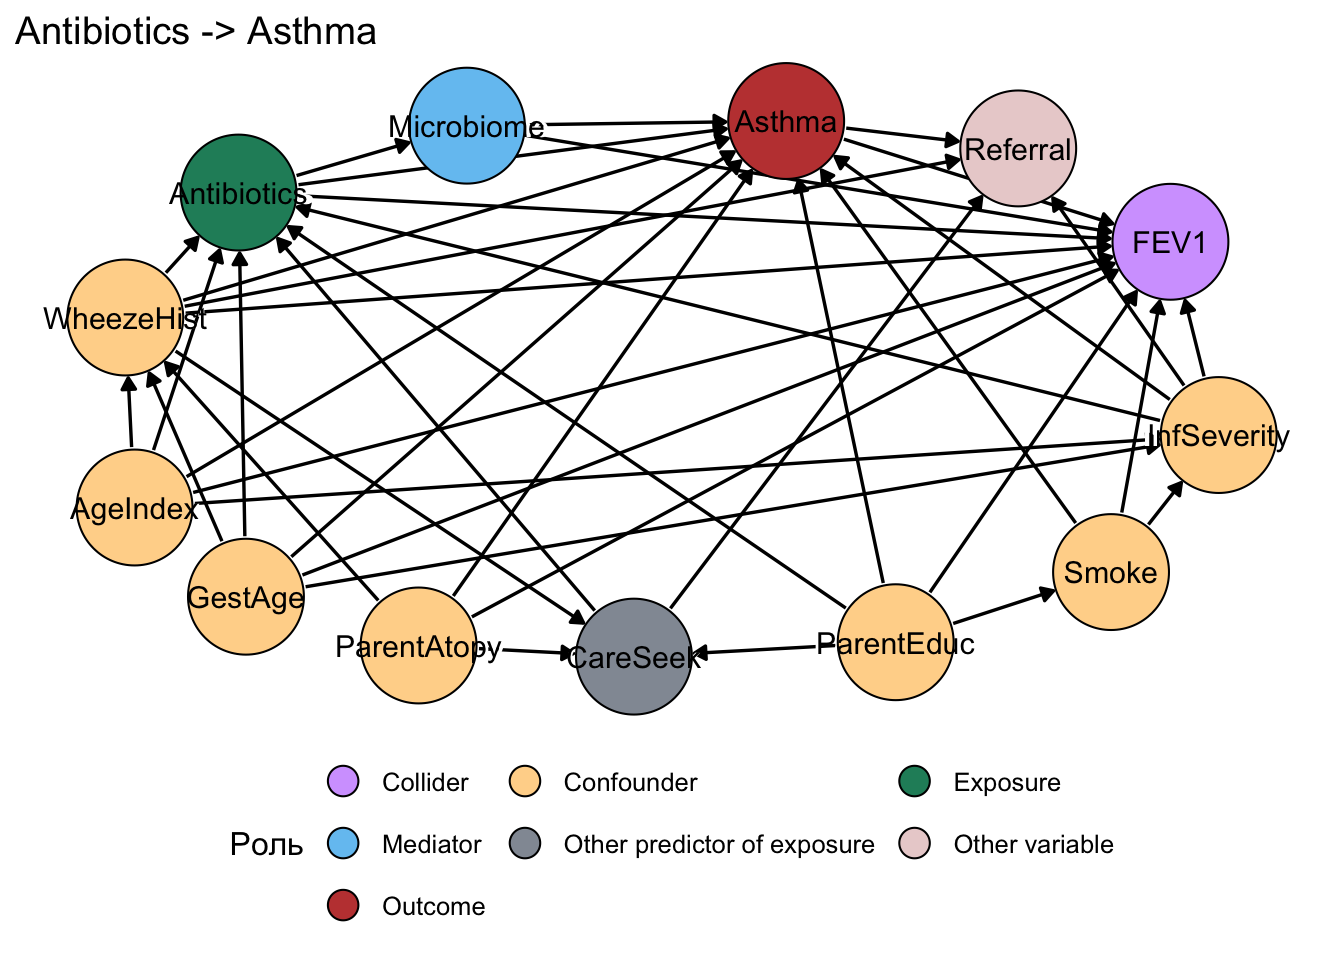 Antibiotics -> Asthma
Microbiome
Asthma
Referral
Antibiotics
FEV1
WheezeHist
InfSeverity
AgeIndex
GestAge
Smoke
ParentAtopy
CareSeek
ParentEduc
Роль
Collider
Confounder
Exposure
Mediator
Other predictor of exposure
Other variable
Outcome